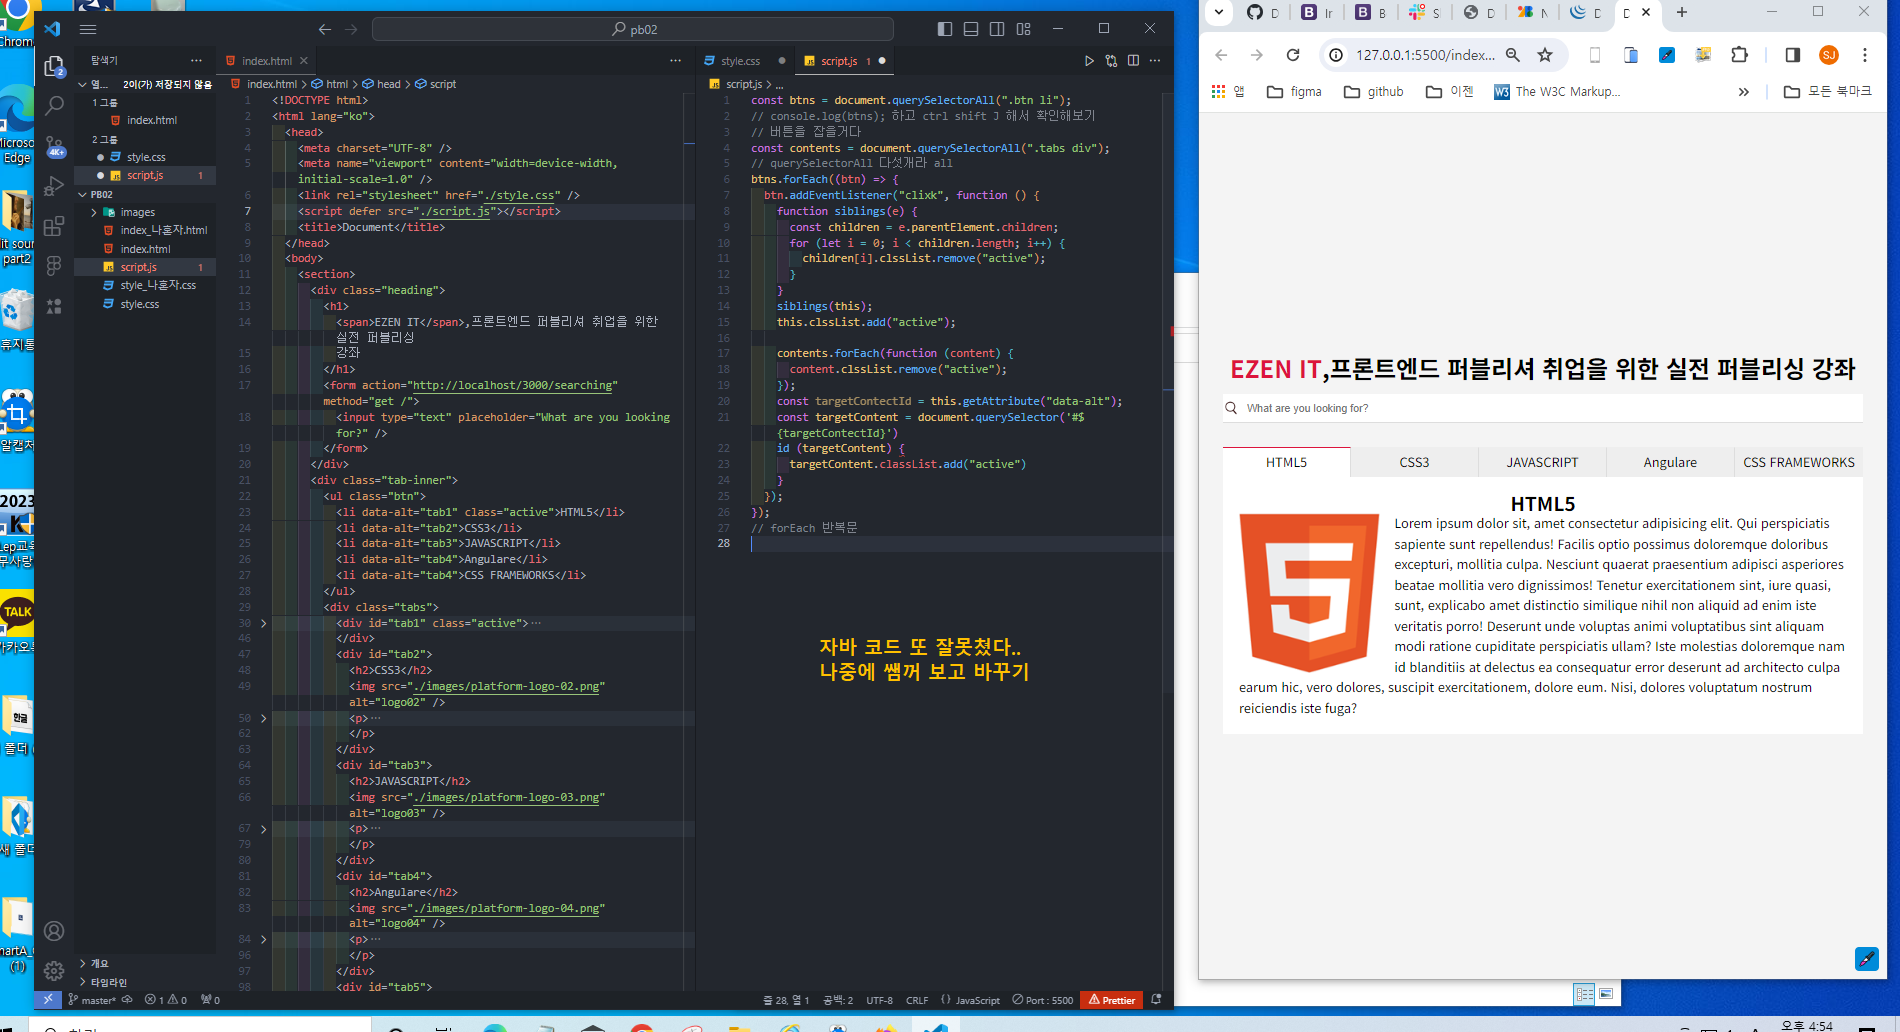 pb02
탐색기
열...
2이(가) 저장되지 않음
1 그룹
index.html
2 그룹
style.css
script.js 1
PB02
images
index_나혼자.html
index.html
script.js 1
style_나혼자.css
style.css
개요
타임라인
index.html
index.html > html > head > script
1 <!DOCTYPE html>
2 <html lang="ko">
3 <head>
4 <meta charset="UTF-8" />
5 <meta name="viewport" content="width=device-width,
initial-scale=1.0" />
6 <link rel="stylesheet" href="./style.css" />
7 <script defer src="./script.js"></script>
8 <title>Document</title>
9 </head>
10 <body>
11 <section>
12 <div class="heading">
13 <h1>
14 <span>EZEN IT</span>,프론트엔드 퍼블리셔 취업을 위한
실전 퍼블리싱
15 강좌
16 </h1>
17 <form action="http://localhost/3000/searching"
method="get /">
18 <input type="text" placeholder="What are you looking
for?" />
19 </form>
20 </div>
21 <div class="tab-inner">
22 <ul class="btn">
23 <li data-alt="tab1" class="active">HTML5</li>
24 <li data-alt="tab2">CSS3</li>
25 <li data-alt="tab3">JAVASCRIPT</li>
26 <li data-alt="tab4">Angulare</li>
27 <li data-alt="tab4">CSS FRAMEWORKS</li>
28 </ul>
29 <div class="tabs">
30 <div id="tab1" class="active">…
46 </div>
47 <div id="tab2">
48 <h2>CSS3</h2>
49 <img src="./images/platform-logo-02.png"
alt="logo02" />
50 <p>…
62 </p>
63 </div>
64 <div id="tab3">
65 <h2>JAVASCRIPT</h2>
66 <img src="./images/platform-logo-03.png"
alt="logo03" />
67 <p>…
79 </p>
80 </div>
81 <div id="tab4">
82 <h2>Angulare</h2>
83 <img src="./images/platform-logo-04.png"
alt="logo04" />
84 <p>…
96 </p>
97 </div>
98 <div id="tab5">
style.css
script.js 1
script.js > ...
1 const btns = document.querySelectorAll(".btn li");
2 // console.log(btns); 하고 ctrl shift J 해서 확인해보기
3 // 버튼을 잡을거다
4 const contents = document.querySelectorAll(".tabs div");
5 // querySelectorAll 다섯개라 all
6 btns.forEach((btn) => {
7 btn.addEventListener("clixk", function () {
8 function siblings(e) {
9 const children = e.parentElement.children;
10 for (let i = 0; i < children.length; i++) {
11 children[i].clssList.remove("active");
12 }
13 }
14 siblings(this);
15 this.clssList.add("active");
16
17 contents.forEach(function (content) {
18 content.clssList.remove("active");
19 });
20 const targetContectId = this.getAttribute("data-alt");
21 const targetContent = document.querySelector('#$
{targetContectId}')
22 id (targetContent) {
23 targetContent.classList.add("active")
24 }
25 });
26 });
27 // forEach 반복문
28
자바 코드 또 잘못쳤다..
나중에 쌤꺼 보고 바꾸기
master* 1 0 0
줄 28, 열 1 공백: 2 UTF-8 CRLF {} JavaScript Port : 5500 Prettier
127.0.0.1:5500/index...
SJ
앱 figma github 이젠 The W3C Markup... 모든 북마크
EZEN IT,프론트엔드 퍼블리셔 취업을 위한 실전 퍼블리싱 강좌
What are you looking for?
HTML5 CSS3 JAVASCRIPT Angulare CSS FRAMEWORKS
HTML5
Lorem ipsum dolor sit, amet consectetur adipisicing elit. Qui perspiciatis
sapiente sunt repellendus! Facilis optio possimus doloremque doloribus
excepturi, mollitia culpa. Nesciunt quaerat praesentium adipisci asperiores
beatae mollitia vero dignissimos! Tenetur exercitationem sint, iure quasi,
sunt, explicabo amet distinctio similique nihil non aliquid ad enim iste
veritatis porro! Deserunt unde voluptas animi voluptatibus sint aliquam
modi ratione cupiditate perspiciatis ullam? Iste molestias doloremque nam
id blanditiis at delectus ea consequatur error deserunt ad architecto culpa
earum hic, vero dolores, suscipit exercitationem, dolore eum. Nisi, dolores voluptatum nostrum
reiciendis iste fuga?
오후 4:54
Edge
part2
2023
TALK
(1)